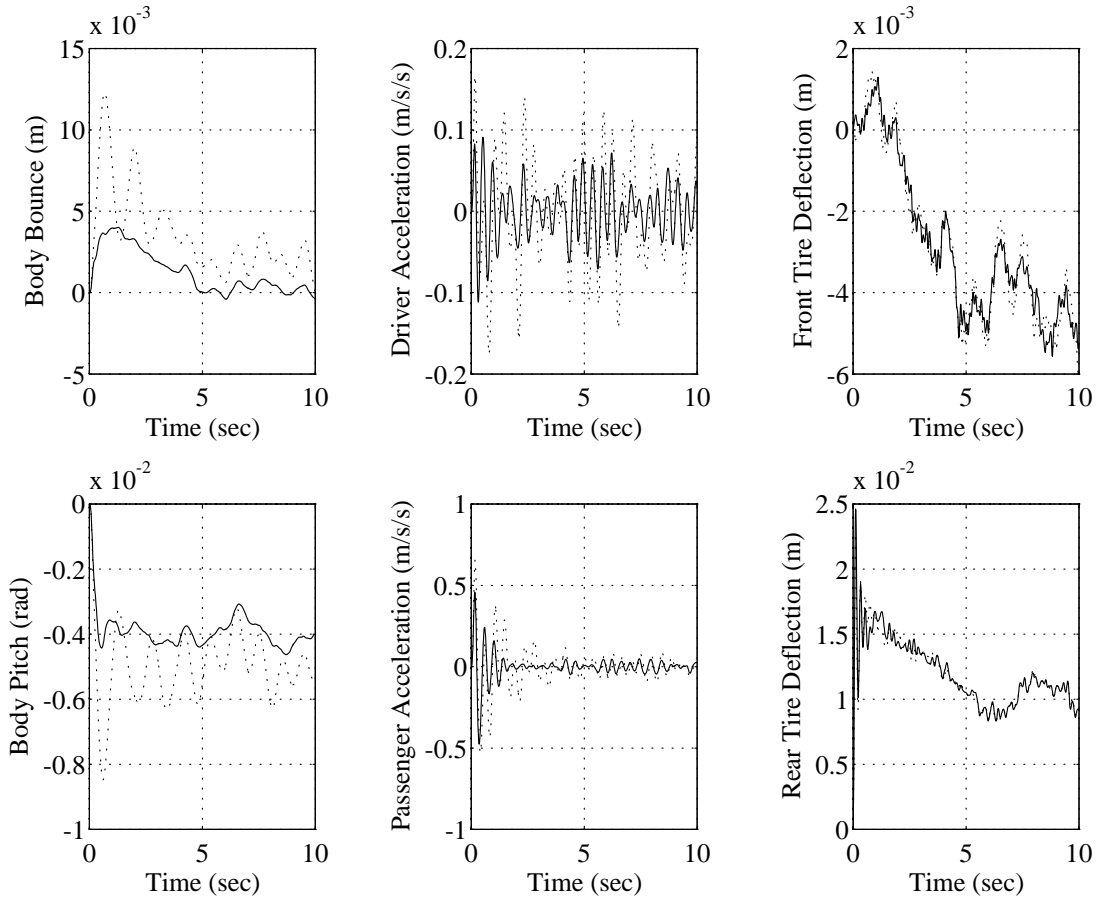 x 10-3
15
10
5
0
-5
Body Bounce (m)
0 5 10
Time (sec)
0.2
0.1
0
-0.1
-0.2
Driver Acceleration (m/s/s)
0 5 10
Time (sec)
x 10-3
2
0
-2
-4
-6
Front Tire Deflection (m)
0 5 10
Time (sec)
x 10-2
0
-0.2
-0.4
-0.6
-0.8
-1
Body Pitch (rad)
0 5 10
Time (sec)
1
0.5
0
-0.5
-1
Passenger Acceleration (m/s/s)
0 5 10
Time (sec)
x 10-2
2.5
2
1.5
1
0.5
0
Rear Tire Deflection (m)
0 5 10
Time (sec)